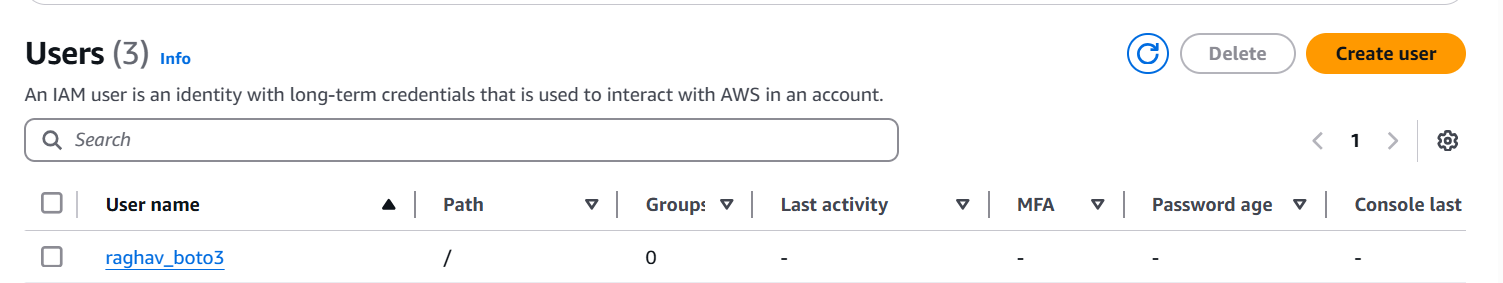 Users (3) Info
Delete
Create user
An IAM user is an identity with long-term credentials that is used to interact with AWS in an account.
Search
1
User name Path Groups Last activity MFA Password age Console last
raghav_boto3 / 0 - - - -